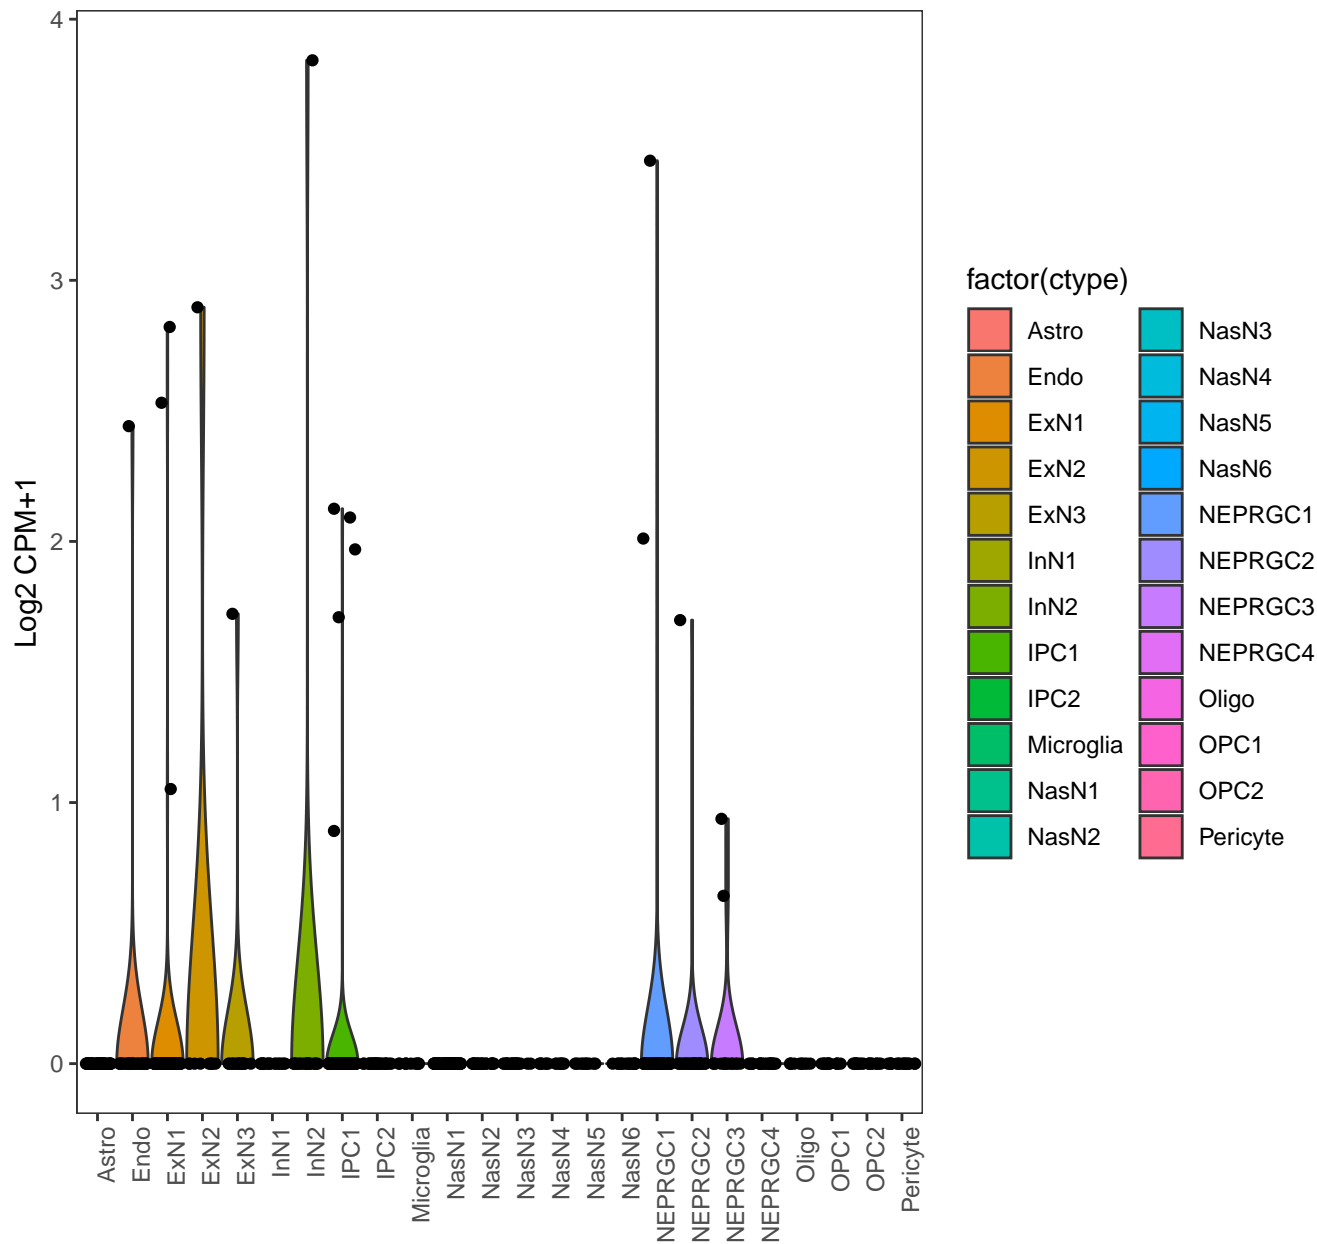 Log2 CPM+1
4
3
2
1
0
Astro
Endo
ExN1
ExN2
ExN3
InN1
InN2
IPC1
IPC2
Microglia
NasN1
NasN2
NasN3
NasN4
NasN5
NasN6
NEPRGC1
NEPRGC2
NEPRGC3
NEPRGC4
Oligo
OPC1
OPC2
Pericyte
factor(ctype)
Astro
Endo
ExN1
ExN2
ExN3
InN1
InN2
IPC1
IPC2
Microglia
NasN1
NasN2
NasN3
NasN4
NasN5
NasN6
NEPRGC1
NEPRGC2
NEPRGC3
NEPRGC4
Oligo
OPC1
OPC2
Pericyte